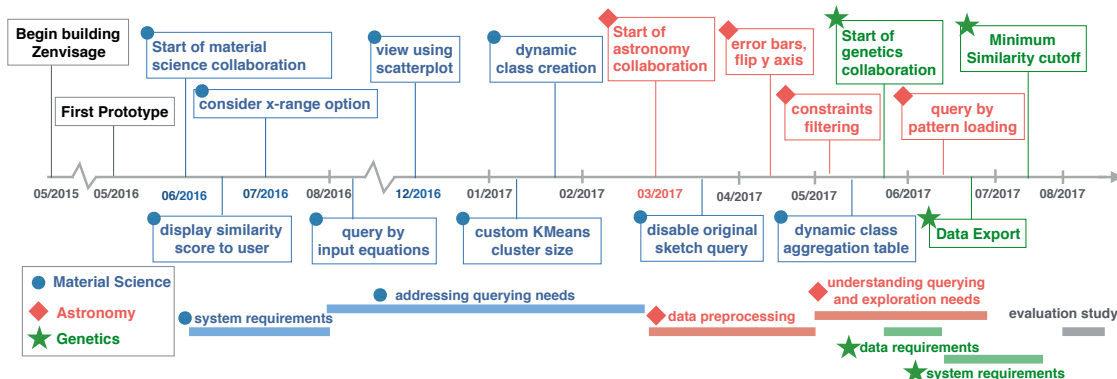 Begin building
Zenvisage
First Prototype
Start of material
science collaboration
consider x-range option
view using
scatterplot
dynamic
class creation
Start of
astronomy
collaboration
error bars,
flip y axis
constraints
filtering
Start of
genetics
collaboration
query by
pattern loading
Minimum
Similarity cutoff
05/2015
05/2016
06/2016
07/2016
08/2016
12/2016
01/2017
02/2017
03/2017
04/2017
05/2017
06/2017
07/2017
08/2017
display similarity
score to user
query by
input equations
custom KMeans
cluster size
disable original
sketch query
dynamic class
aggregation table
Data Export
Material Science
Astronomy
Genetics
system requirements
addressing querying needs
data preprocessing
understanding querying
and exploration needs
data requirements
system requirements
evaluation study